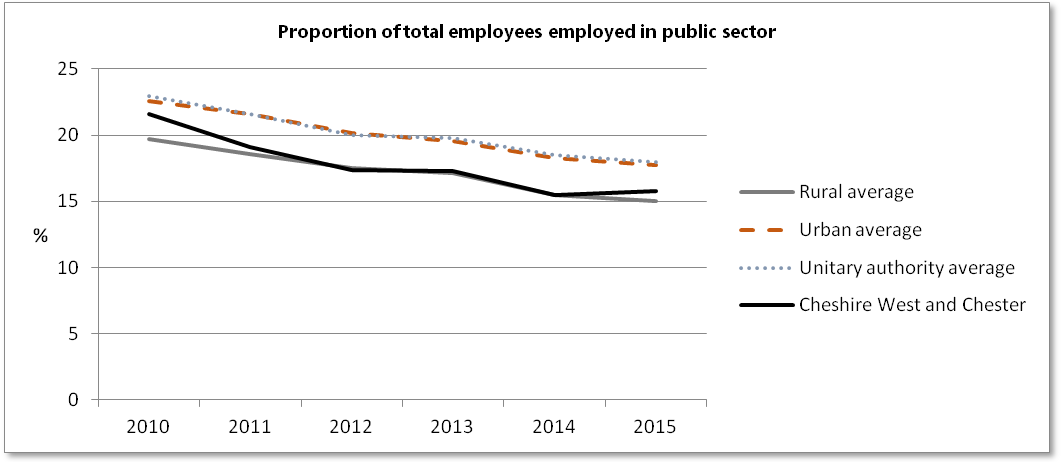 Proportion of total employees employed in public sector
25
20
15
10
5
0
%
2010 2011 2012 2013 2014 2015
Rural average
Urban average
Unitary authority average
Cheshire West and Chester